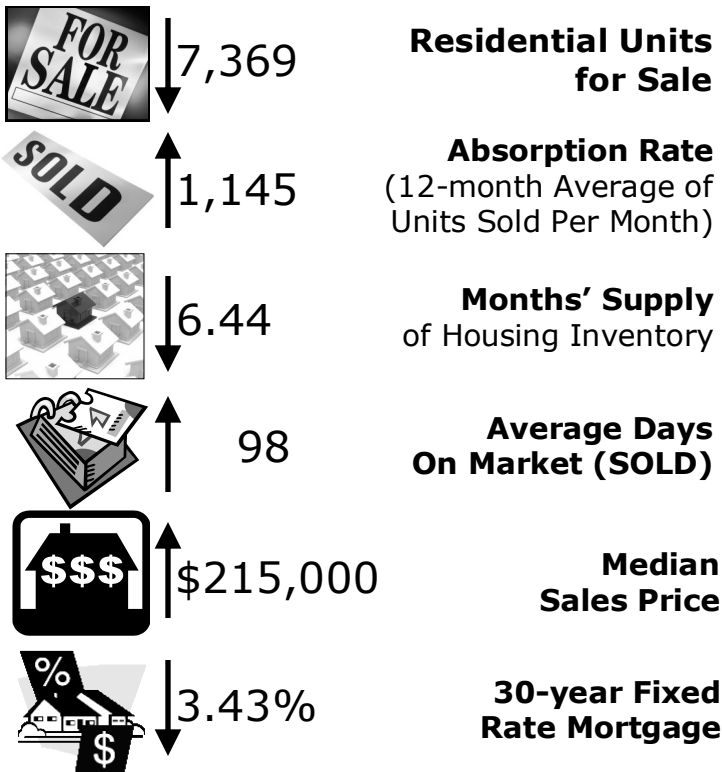 FOR
SALE
7,369
Residential Units
for Sale
SOLD
1,145
Absorption Rate
(12-month Average of
Units Sold Per Month)
6.44
Months’ Supply
of Housing Inventory
98
Average Days
On Market (SOLD)
$$$
$215,000
Median
Sales Price
%
$
3.43%
30-year Fixed
Rate Mortgage